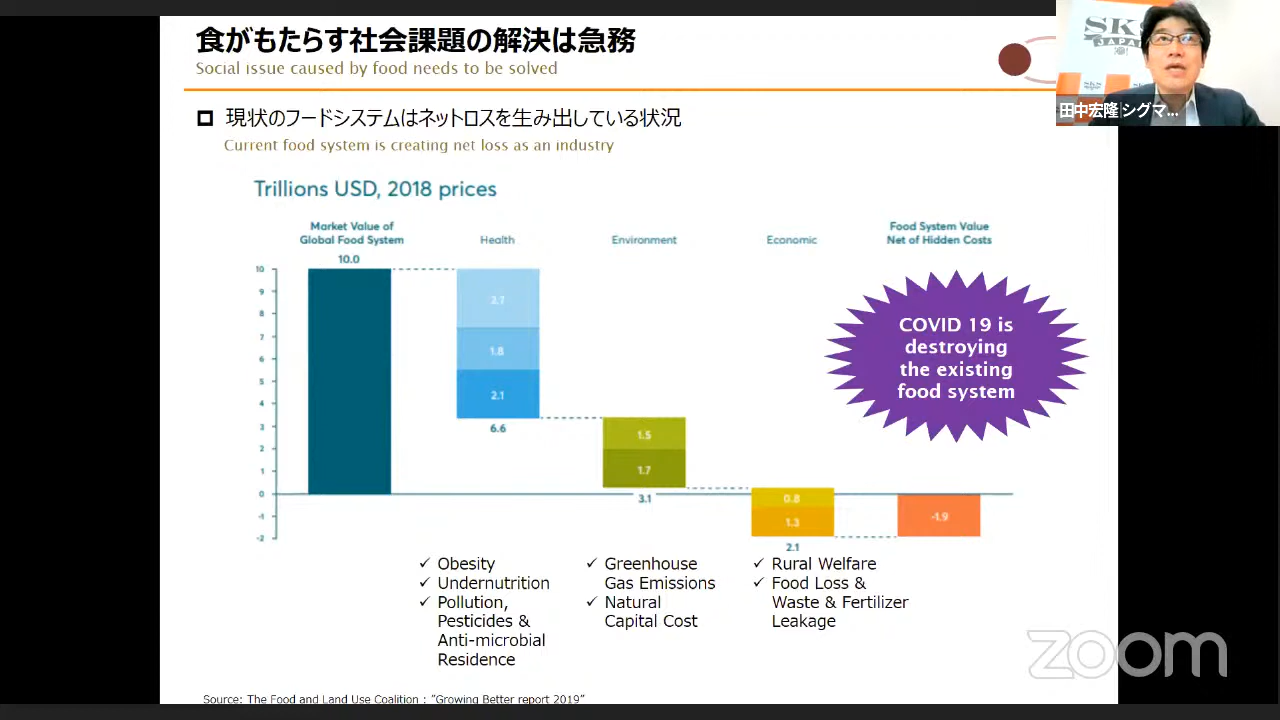 食がもたらす社会課題の解決は急務
Social issue caused by food needs to be solved
現状のフードシステムはネットロスを生み出している状況
Current food system is creating net loss as an industry
Trillions USD, 2018 prices
Market Value of
Global Food System
Health
Environment
Economic
Food System Value
Net of Hidden Costs
10.0
10
9
8
7
6
5
4
3
2
1
0
-1
-2
2.7
1.8
2.1
6.6
1.5
1.7
3.1
0.8
1.3
2.1
-1.9
COVID 19 is
destroying
the existing
food system
✓ Obesity
✓ Undernutrition
✓ Pollution,
Pesticides &
Anti-microbial
Residence
✓ Greenhouse
Gas Emissions
✓ Natural
Capital Cost
✓ Rural Welfare
✓ Food Loss &
Waste & Fertilizer
Leakage
Source: The Food and Land Use Coalition : "Growing Better report 2019"
SKS
JAPAN
田中宏隆|シグマ...
zoom